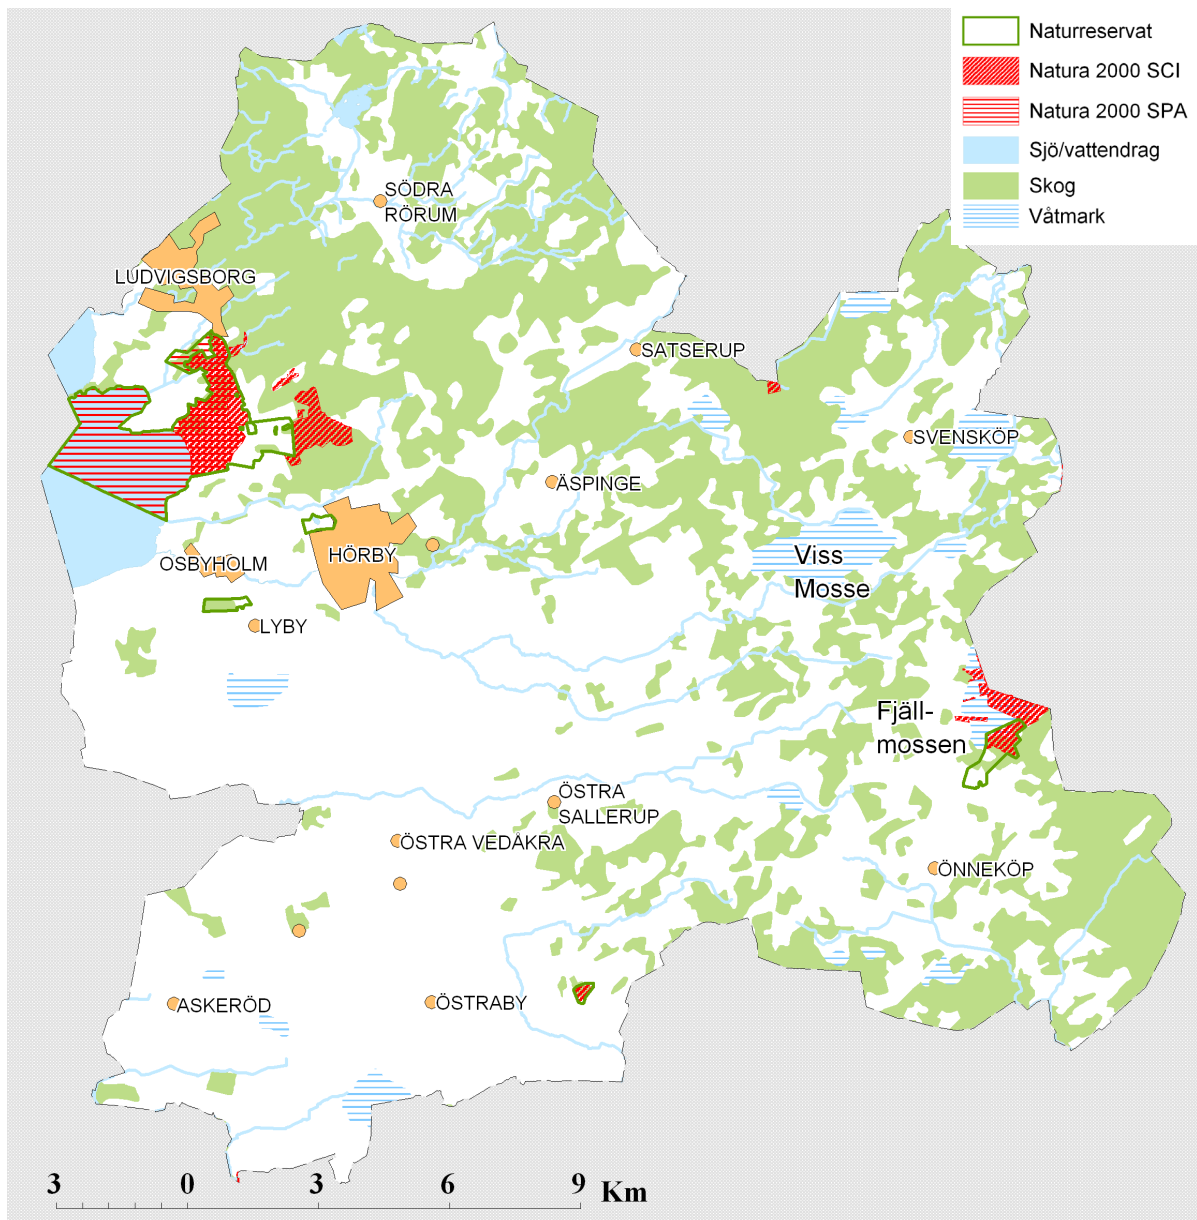 Naturreservat
Natura 2000 SCI
Natura 2000 SPA
Sjö/vattendrag
Skog
Våtmark
SÖDRA
RÖRUM
LUDVIGSBORG
SATSERUP
SVENSKÖP
ÄSPINGE
HÖRBY
OSBYHOLM
Viss
Mosse
LYBY
Fjäll-
mossen
ÖSTRA
SALLERUP
ÖSTRA VEDÅKRA
ÖNNEKÖP
ASKERÖD
ÖSTRABY
3 0 3 6 9 Km